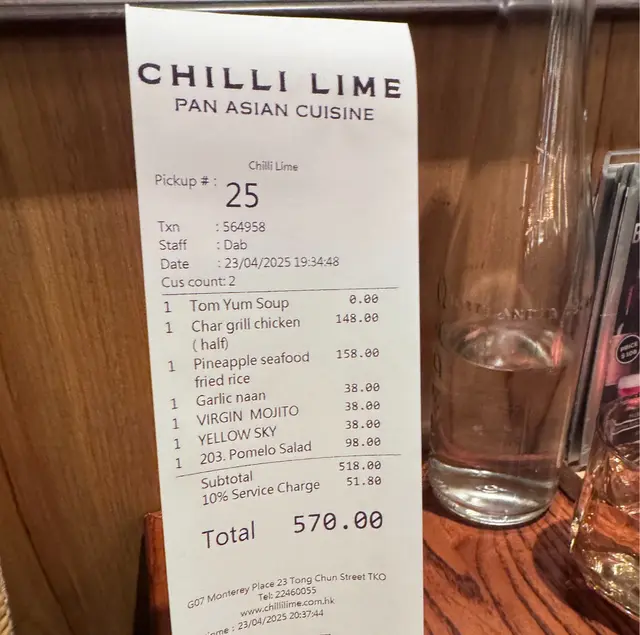 CHILLI LIME
PAN ASIAN CUISINE
Chilli Lime
Pickup # : 25
Txn : 564958
Staff : Dab
Date : 23/04/2025 19:34:48
Cus count: 2
1 Tom Yum Soup 0.00
1 Char grill chicken 148.00
( half)
1 Pineapple seafood 158.00
fried rice
1 Garlic naan 38.00
1 VIRGIN MOJITO 38.00
1 YELLOW SKY 38.00
1 203. Pomelo Salad 98.00
Subtotal 518.00
10% Service Charge 51.80
Total 570.00
G07 Monterey Place 23 Tong Chun Street TKO
Tel: 22460055
www.chillilime.com.hk
: 23/04/2025 20:37:44